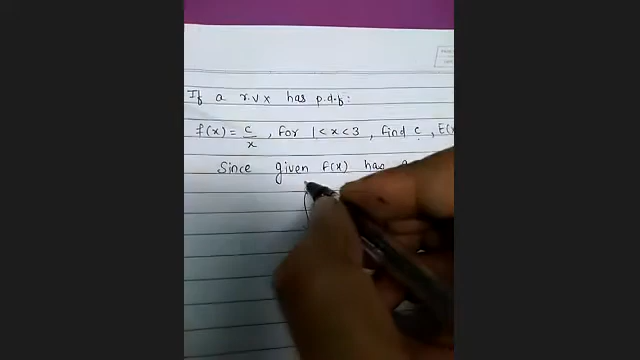 If a r.v x has p.d.f:
f(x) = c/x , for 1 < x < 3 , find c , E(x
Since given f(x) has